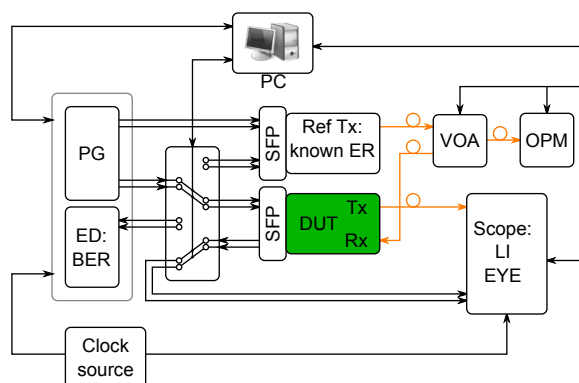 PC
PG
SFP
Ref Tx:
known ER
VOA
OPM
ED:
BER
SFP
DUT
Tx
Rx
Scope:
LI
EYE
Clock
source